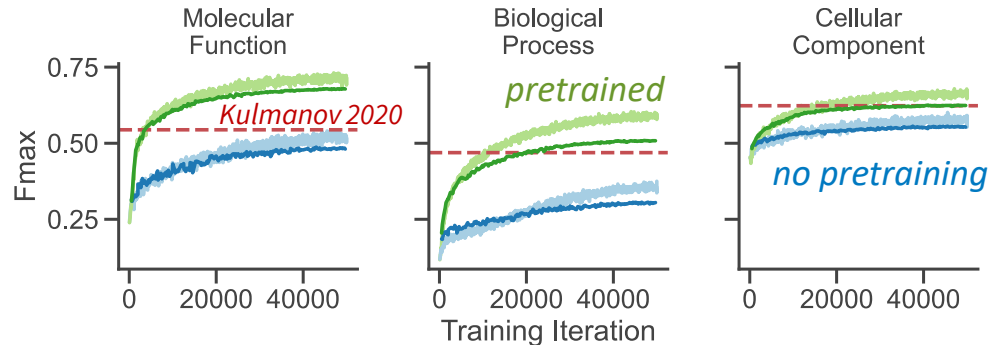 Molecular
Function
Biological
Process
Cellular
Component
Fmax
0.75
0.50
0.25
Kulmanov 2020
pretrained
no pretraining
0 20000 40000
0 20000 40000
0 20000 40000
Training Iteration